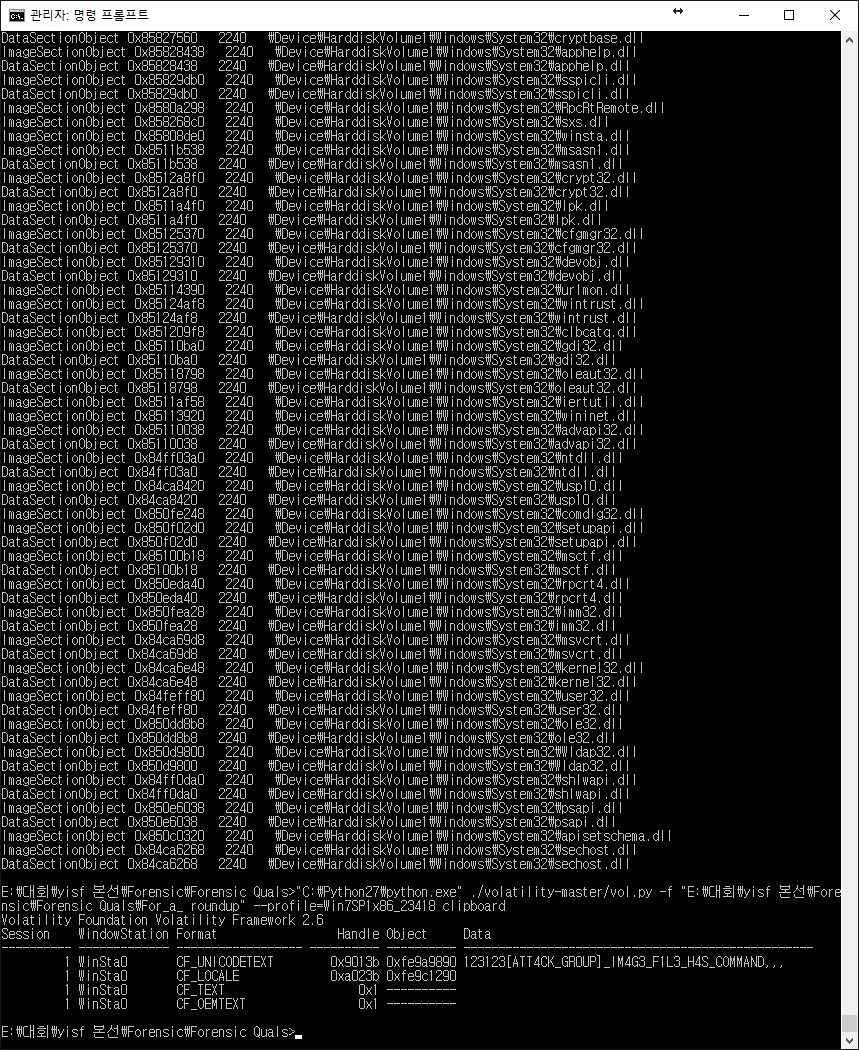 관리자: 명령 프롬프트
DataSectionObject 0x85827560   2240   ₩Device₩HarddiskVolume1₩Windows₩System32₩cryptbase.dll
ImageSectionObject 0x85828438   2240   ₩Device₩HarddiskVolume1₩Windows₩System32₩apphelp.dll
DataSectionObject 0x85828438   2240   ₩Device₩HarddiskVolume1₩Windows₩System32₩apphelp.dll
ImageSectionObject 0x85829db0   2240   ₩Device₩HarddiskVolume1₩Windows₩System32₩sspicli.dll
DataSectionObject 0x85829db0   2240   ₩Device₩HarddiskVolume1₩Windows₩System32₩sspicli.dll
ImageSectionObject 0x8580a298   2240   ₩Device₩HarddiskVolume1₩Windows₩System32₩RpcRtRemote.dll
ImageSectionObject 0x858268c0   2240   ₩Device₩HarddiskVolume1₩Windows₩System32₩sxs.dll
ImageSectionObject 0x85808de0   2240   ₩Device₩HarddiskVolume1₩Windows₩System32₩winsta.dll
ImageSectionObject 0x8511b538   2240   ₩Device₩HarddiskVolume1₩Windows₩System32₩msasn1.dll
DataSectionObject 0x8511b538   2240   ₩Device₩HarddiskVolume1₩Windows₩System32₩msasn1.dll
ImageSectionObject 0x8512a8f0   2240   ₩Device₩HarddiskVolume1₩Windows₩System32₩crypt32.dll
DataSectionObject 0x8512a8f0   2240   ₩Device₩HarddiskVolume1₩Windows₩System32₩crypt32.dll
ImageSectionObject 0x8511a4f0   2240   ₩Device₩HarddiskVolume1₩Windows₩System32₩lpk.dll
DataSectionObject 0x8511a4f0   2240   ₩Device₩HarddiskVolume1₩Windows₩System32₩lpk.dll
ImageSectionObject 0x85125370   2240   ₩Device₩HarddiskVolume1₩Windows₩System32₩cfgmgr32.dll
DataSectionObject 0x85125370   2240   ₩Device₩HarddiskVolume1₩Windows₩System32₩cfgmgr32.dll
ImageSectionObject 0x85129310   2240   ₩Device₩HarddiskVolume1₩Windows₩System32₩devobj.dll
DataSectionObject 0x85129310   2240   ₩Device₩HarddiskVolume1₩Windows₩System32₩devobj.dll
ImageSectionObject 0x85114390   2240   ₩Device₩HarddiskVolume1₩Windows₩System32₩urlmon.dll
ImageSectionObject 0x85124af8   2240   ₩Device₩HarddiskVolume1₩Windows₩System32₩wintrust.dll
DataSectionObject 0x85124af8   2240   ₩Device₩HarddiskVolume1₩Windows₩System32₩wintrust.dll
ImageSectionObject 0x851209f8   2240   ₩Device₩HarddiskVolume1₩Windows₩System32₩clbcatq.dll
ImageSectionObject 0x85110ba0   2240   ₩Device₩HarddiskVolume1₩Windows₩System32₩gdi32.dll
DataSectionObject 0x85110ba0   2240   ₩Device₩HarddiskVolume1₩Windows₩System32₩gdi32.dll
ImageSectionObject 0x85118798   2240   ₩Device₩HarddiskVolume1₩Windows₩System32₩oleaut32.dll
DataSectionObject 0x85118798   2240   ₩Device₩HarddiskVolume1₩Windows₩System32₩oleaut32.dll
ImageSectionObject 0x8511af58   2240   ₩Device₩HarddiskVolume1₩Windows₩System32₩iertutil.dll
ImageSectionObject 0x85113920   2240   ₩Device₩HarddiskVolume1₩Windows₩System32₩wininet.dll
ImageSectionObject 0x85110038   2240   ₩Device₩HarddiskVolume1₩Windows₩System32₩advapi32.dll
DataSectionObject 0x85110038   2240   ₩Device₩HarddiskVolume1₩Windows₩System32₩advapi32.dll
ImageSectionObject 0x84ff03a0   2240   ₩Device₩HarddiskVolume1₩Windows₩System32₩ntdll.dll
DataSectionObject 0x84ff03a0   2240   ₩Device₩HarddiskVolume1₩Windows₩System32₩ntdll.dll
ImageSectionObject 0x84ca8420   2240   ₩Device₩HarddiskVolume1₩Windows₩System32₩usp10.dll
DataSectionObject 0x84ca8420   2240   ₩Device₩HarddiskVolume1₩Windows₩System32₩usp10.dll
ImageSectionObject 0x850fe248   2240   ₩Device₩HarddiskVolume1₩Windows₩System32₩comdlg32.dll
ImageSectionObject 0x850f02d0   2240   ₩Device₩HarddiskVolume1₩Windows₩System32₩setupapi.dll
DataSectionObject 0x850f02d0   2240   ₩Device₩HarddiskVolume1₩Windows₩System32₩setupapi.dll
ImageSectionObject 0x85100b18   2240   ₩Device₩HarddiskVolume1₩Windows₩System32₩msctf.dll
DataSectionObject 0x85100b18   2240   ₩Device₩HarddiskVolume1₩Windows₩System32₩msctf.dll
ImageSectionObject 0x850eda40   2240   ₩Device₩HarddiskVolume1₩Windows₩System32₩rpcrt4.dll
DataSectionObject 0x850eda40   2240   ₩Device₩HarddiskVolume1₩Windows₩System32₩rpcrt4.dll
ImageSectionObject 0x850fea28   2240   ₩Device₩HarddiskVolume1₩Windows₩System32₩imm32.dll
DataSectionObject 0x850fea28   2240   ₩Device₩HarddiskVolume1₩Windows₩System32₩imm32.dll
ImageSectionObject 0x84ca69d8   2240   ₩Device₩HarddiskVolume1₩Windows₩System32₩msvcrt.dll
DataSectionObject 0x84ca69d8   2240   ₩Device₩HarddiskVolume1₩Windows₩System32₩msvcrt.dll
ImageSectionObject 0x84ca6e48   2240   ₩Device₩HarddiskVolume1₩Windows₩System32₩kernel32.dll
DataSectionObject 0x84ca6e48   2240   ₩Device₩HarddiskVolume1₩Windows₩System32₩kernel32.dll
ImageSectionObject 0x84feff80   2240   ₩Device₩HarddiskVolume1₩Windows₩System32₩user32.dll
DataSectionObject 0x84feff80   2240   ₩Device₩HarddiskVolume1₩Windows₩System32₩user32.dll
ImageSectionObject 0x850dd8b8   2240   ₩Device₩HarddiskVolume1₩Windows₩System32₩ole32.dll
DataSectionObject 0x850dd8b8   2240   ₩Device₩HarddiskVolume1₩Windows₩System32₩ole32.dll
ImageSectionObject 0x850d9800   2240   ₩Device₩HarddiskVolume1₩Windows₩System32₩Wldap32.dll
DataSectionObject 0x850d9800   2240   ₩Device₩HarddiskVolume1₩Windows₩System32₩Wldap32.dll
ImageSectionObject 0x84ff0da0   2240   ₩Device₩HarddiskVolume1₩Windows₩System32₩shlwapi.dll
DataSectionObject 0x84ff0da0   2240   ₩Device₩HarddiskVolume1₩Windows₩System32₩shlwapi.dll
ImageSectionObject 0x850e6038   2240   ₩Device₩HarddiskVolume1₩Windows₩System32₩psapi.dll
DataSectionObject 0x850e6038   2240   ₩Device₩HarddiskVolume1₩Windows₩System32₩psapi.dll
ImageSectionObject 0x850c0320   2240   ₩Device₩HarddiskVolume1₩Windows₩System32₩apisetschema.dll
ImageSectionObject 0x84ca6268   2240   ₩Device₩HarddiskVolume1₩Windows₩System32₩sechost.dll
DataSectionObject 0x84ca6268   2240   ₩Device₩HarddiskVolume1₩Windows₩System32₩sechost.dll
E:₩대회₩yisf 본선₩Forensic₩Forensic Quals>"C:₩Python27₩python.exe" ./volatility-master/vol.py -f "E:₩대회₩yisf 본선₩Fore
nsic₩Forensic Quals₩For_a_ roundup" --profile=Win7SP1x86_23418 clipboard
Volatility Foundation Volatility Framework 2.6
Session    WindowStation Format                 Handle Object     Data
---------- ------------- ------------------ ---------- ---------- --------------------------------------------------
1 WinSta0       CF_UNICODETEXT        0x9013b 0xfe9a9890 123123[ATT4CK_GROUP]_IM4G3_F1L3_H4S_COMMAND,,,
1 WinSta0       CF_LOCALE             0xa023b 0xfe9c1290
1 WinSta0       CF_TEXT                   0x1 ----------
1 WinSta0       CF_OEMTEXT                0x1 ----------
E:₩대회₩yisf 본선₩Forensic₩Forensic Quals>